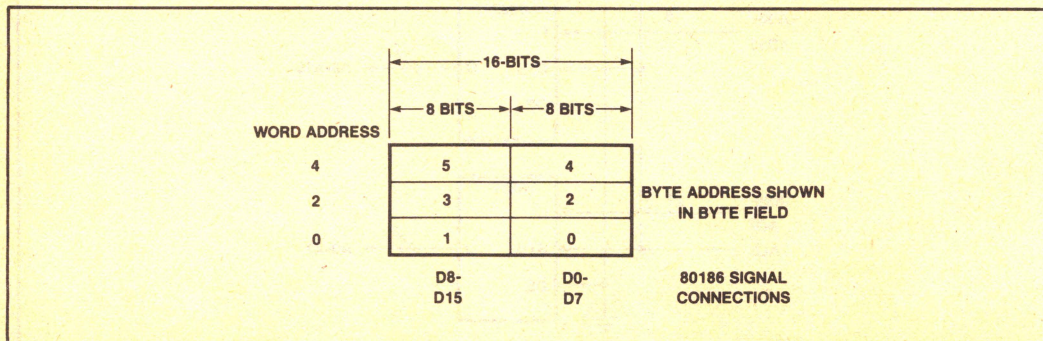 16-BITS
8 BITS 8 BITS
WORD ADDRESS
4 5 4
2 3 2
0 1 0
BYTE ADDRESS SHOWN
IN BYTE FIELD
D8- D0- 80186 SIGNAL
D15 D7 CONNECTIONS